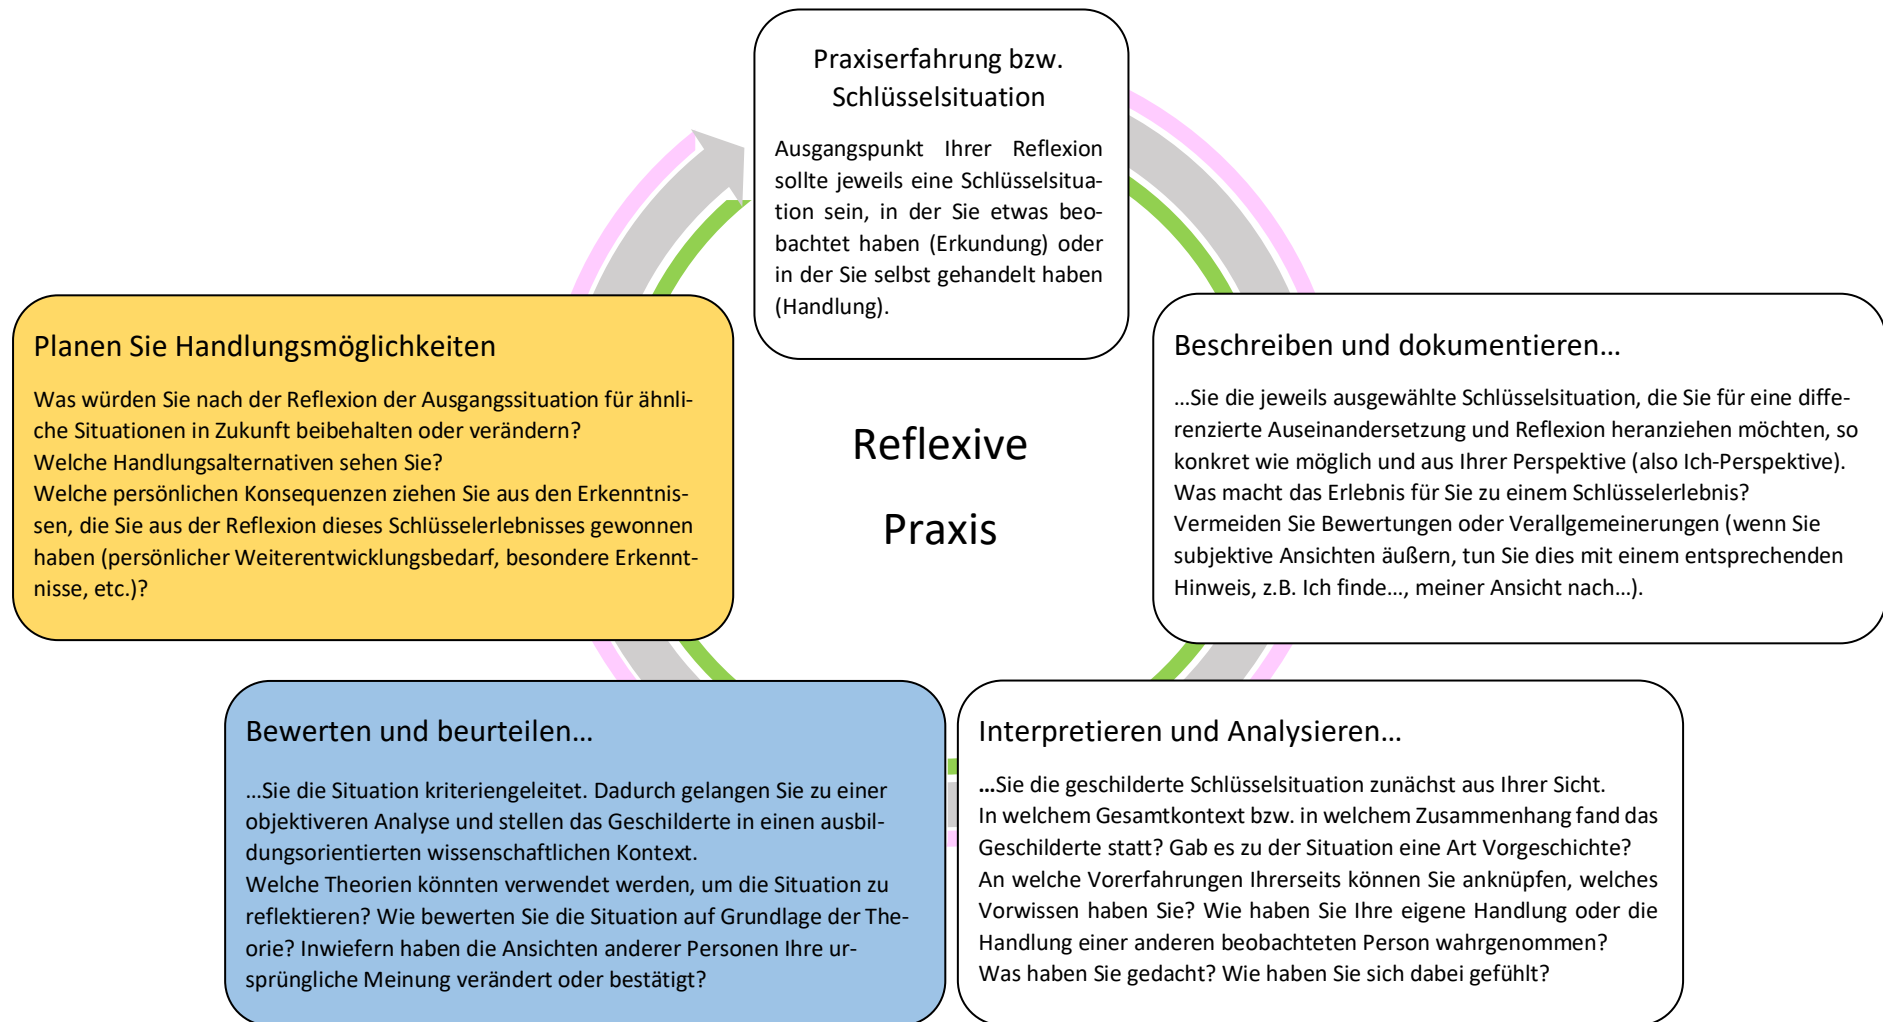 Praxiserfahrung bzw.
Schlüsselsituation
Ausgangspunkt Ihrer Reflexion
sollte jeweils eine Schlüsselsitua-
tion sein, in der Sie etwas beo-
bachtet haben (Erkundung) oder
in der Sie selbst gehandelt haben
(Handlung).
Beschreiben und dokumentieren…
…Sie die jeweils ausgewählte Schlüsselsituation, die Sie für eine diffe-
renzierte Auseinandersetzung und Reflexion heranziehen möchten, so
konkret wie möglich und aus Ihrer Perspektive (also Ich-Perspektive).
Was macht das Erlebnis für Sie zu einem Schlüsselerlebnis?
Vermeiden Sie Bewertungen oder Verallgemeinerungen (wenn Sie
subjektive Ansichten äußern, tun Sie dies mit einem entsprechenden
Hinweis, z.B. Ich finde…, meiner Ansicht nach…).
Interpretieren und Analysieren…
…Sie die geschilderte Schlüsselsituation zunächst aus Ihrer Sicht.
In welchem Gesamtkontext bzw. in welchem Zusammenhang fand das
Geschilderte statt? Gab es zu der Situation eine Art Vorgeschichte?
An welche Vorerfahrungen Ihrerseits können Sie anknüpfen, welches
Vorwissen haben Sie? Wie haben Sie Ihre eigene Handlung oder die
Handlung einer anderen beobachteten Person wahrgenommen?
Was haben Sie gedacht? Wie haben Sie sich dabei gefühlt?
Bewerten und beurteilen…
…Sie die Situation kriteriengeleitet. Dadurch gelangen Sie zu einer
objektiveren Analyse und stellen das Geschilderte in einen ausbil-
dungsorientierten wissenschaftlichen Kontext.
Welche Theorien könnten verwendet werden, um die Situation zu
reflektieren? Wie bewerten Sie die Situation auf Grundlage der The-
orie? Inwiefern haben die Ansichten anderer Personen Ihre ur-
sprüngliche Meinung verändert oder bestätigt?
Planen Sie Handlungsmöglichkeiten
Was würden Sie nach der Reflexion der Ausgangssituation für ähnli-
che Situationen in Zukunft beibehalten oder verändern?
Welche Handlungsalternativen sehen Sie?
Welche persönlichen Konsequenzen ziehen Sie aus den Erkenntnis-
sen, die Sie aus der Reflexion dieses Schlüsselerlebnisses gewonnen
haben (persönlicher Weiterentwicklungsbedarf, besondere Erkennt-
nisse, etc.)?
Reflexive
Praxis